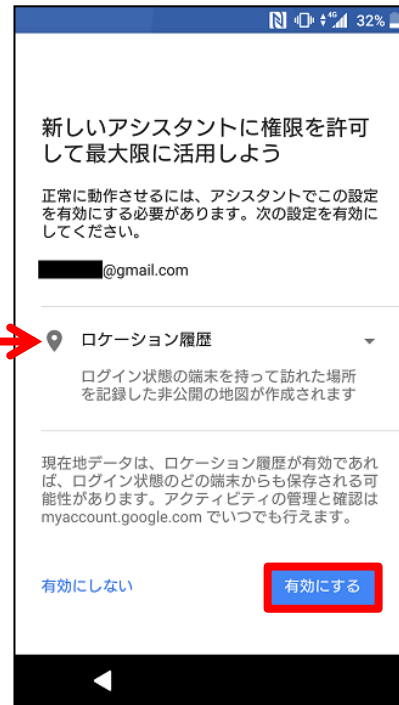 4G 32%
新しいアシスタントに権限を許可
して最大限に活用しよう
正常に動作させるには、アシスタントでこの設定
を有効にする必要があります。次の設定を有効に
してください。
@gmail.com
ロケーション履歴
ログイン状態の端末を持って訪れた場所
を記録した非公開の地図が作成されます
現在地データは、ロケーション履歴が有効であれ
ば、ログイン状態のどの端末からも保存される可
能性があります。アクティビティの管理と確認は
myaccount.google.com でいつでも行えます。
有効にしない 有効にする